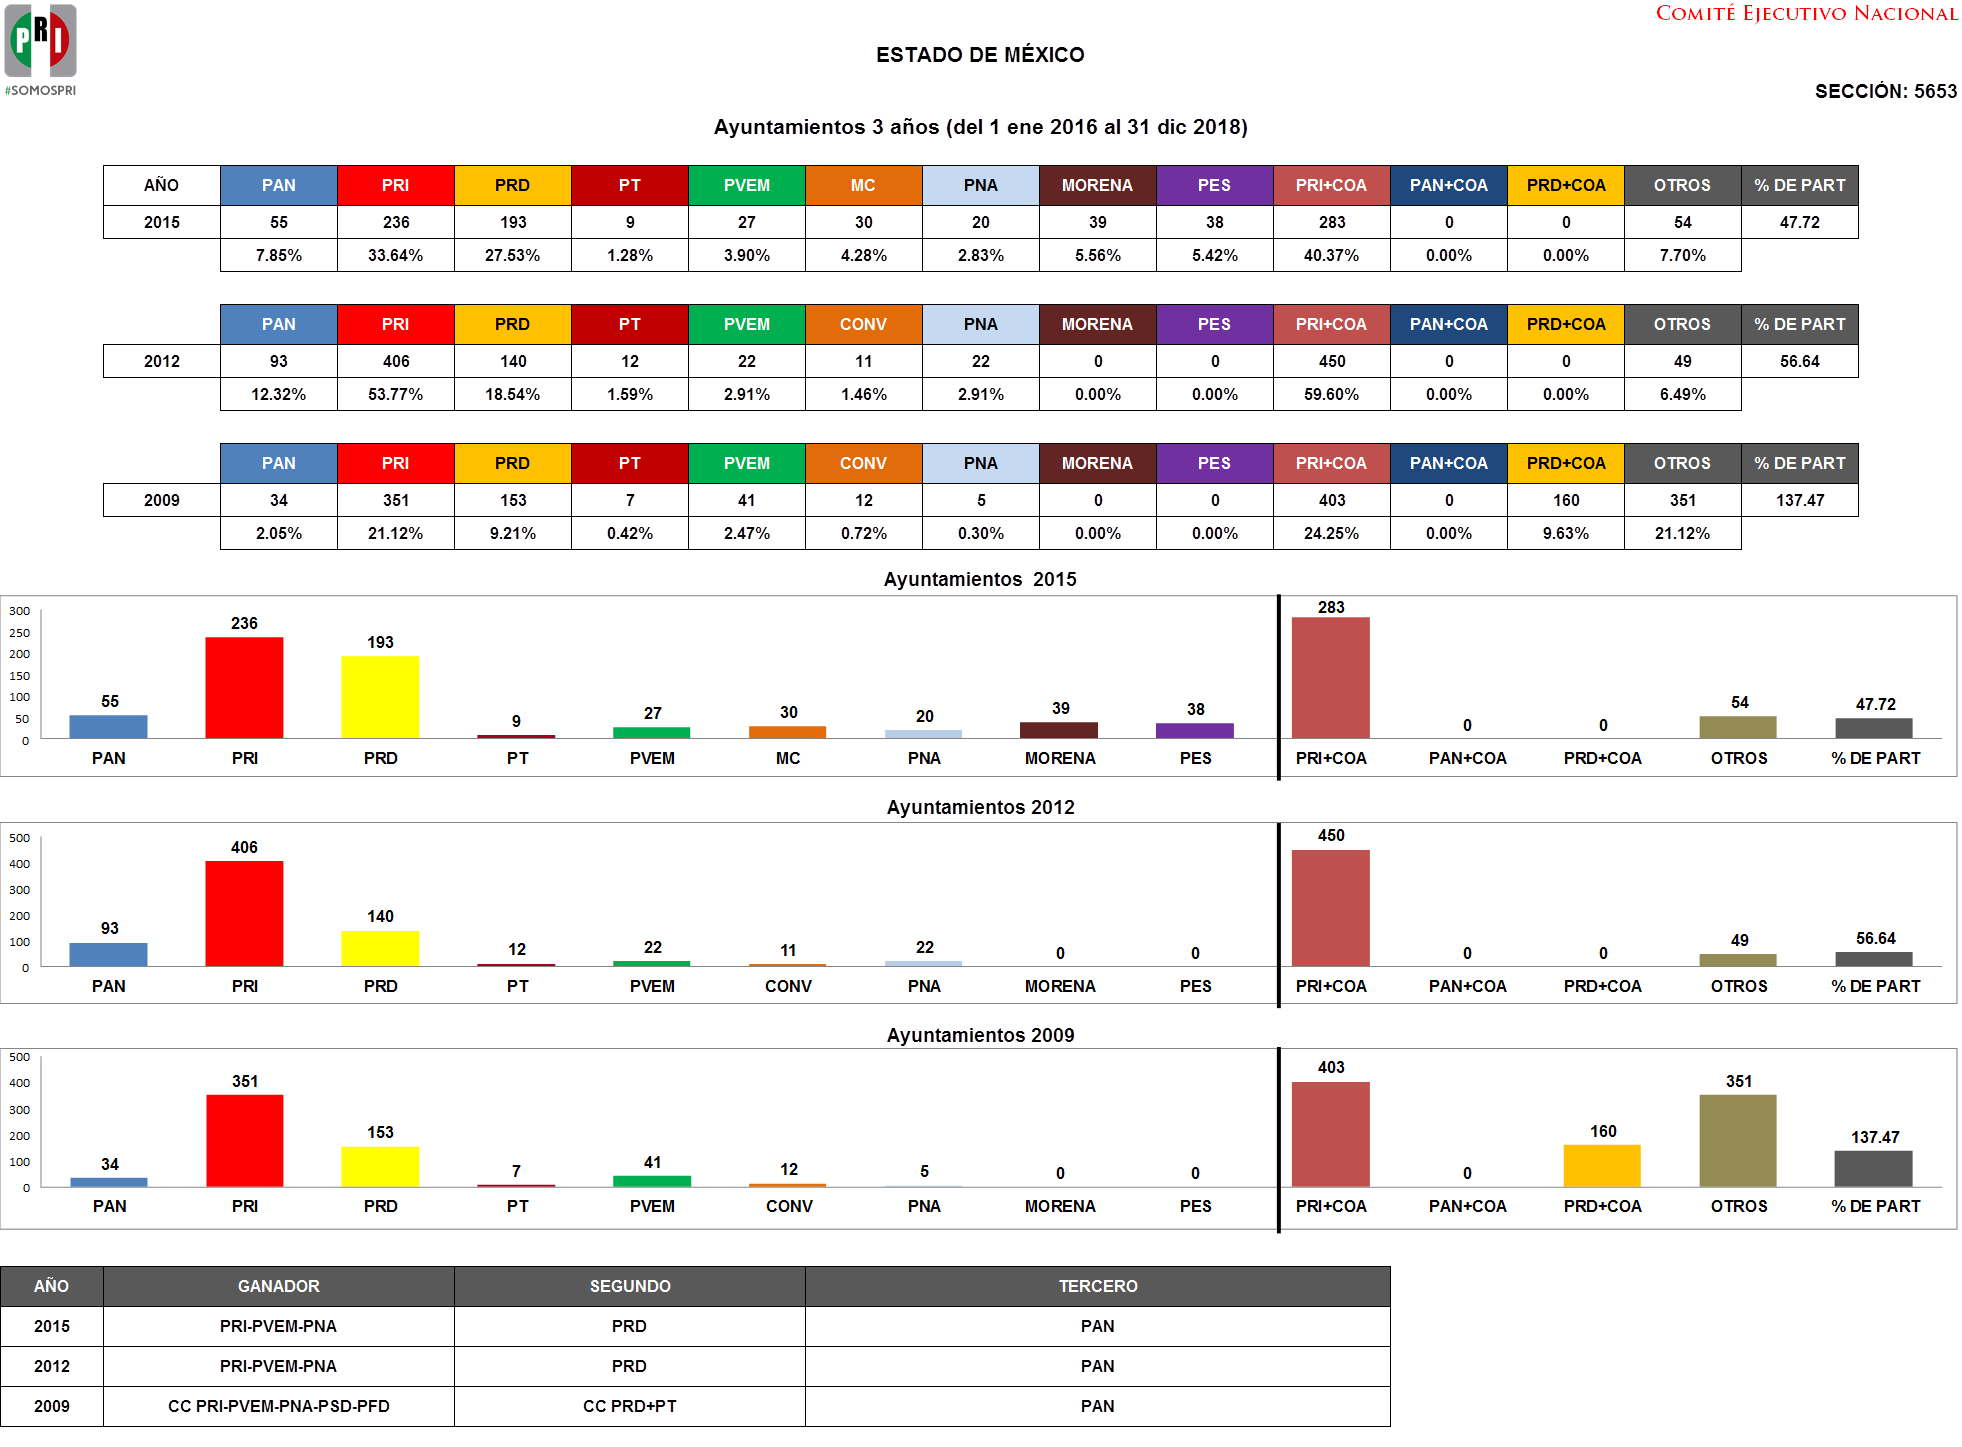 PRI
#SOMOSPRI
COMITÉ EJECUTIVO NACIONAL
ESTADO DE MÉXICO
SECCIÓN: 5653
Ayuntamientos 3 años (del 1 ene 2016 al 31 dic 2018)
AÑO PAN PRI PRD PT PVEM MC PNA MORENA PES PRI+COA PAN+COA PRD+COA OTROS % DE PART
2015 55 236 193 9 27 30 20 39 38 283 0 0 54 47.72
7.85% 33.64% 27.53% 1.28% 3.90% 4.28% 2.83% 5.56% 5.42% 40.37% 0.00% 0.00% 7.70%
PAN PRI PRD PT PVEM CONV PNA MORENA PES PRI+COA PAN+COA PRD+COA OTROS % DE PART
2012 93 406 140 12 22 11 22 0 0 450 0 0 49 56.64
12.32% 53.77% 18.54% 1.59% 2.91% 1.46% 2.91% 0.00% 0.00% 59.60% 0.00% 0.00% 6.49%
PAN PRI PRD PT PVEM CONV PNA MORENA PES PRI+COA PAN+COA PRD+COA OTROS % DE PART
2009 34 351 153 7 41 12 5 0 0 403 0 160 351 137.47
2.05% 21.12% 9.21% 0.42% 2.47% 0.72% 0.30% 0.00% 0.00% 24.25% 0.00% 9.63% 21.12%
Ayuntamientos 2015
300
250
200
150
100
50
0
55 236 193 9 27 30 20 39 38 283 0 0 54 47.72
PAN PRI PRD PT PVEM MC PNA MORENA PES PRI+COA PAN+COA PRD+COA OTROS % DE PART
Ayuntamientos 2012
500
400
300
200
100
0
93 406 140 12 22 11 22 0 0 450 0 0 49 56.64
PAN PRI PRD PT PVEM CONV PNA MORENA PES PRI+COA PAN+COA PRD+COA OTROS % DE PART
Ayuntamientos 2009
500
400
300
200
100
0
34 351 153 7 41 12 5 0 0 403 0 160 351 137.47
PAN PRI PRD PT PVEM CONV PNA MORENA PES PRI+COA PAN+COA PRD+COA OTROS % DE PART
AÑO GANADOR SEGUNDO TERCERO
2015 PRI-PVEM-PNA PRD PAN
2012 PRI-PVEM-PNA PRD PAN
2009 CC PRI-PVEM-PNA-PSD-PFD CC PRD+PT PAN